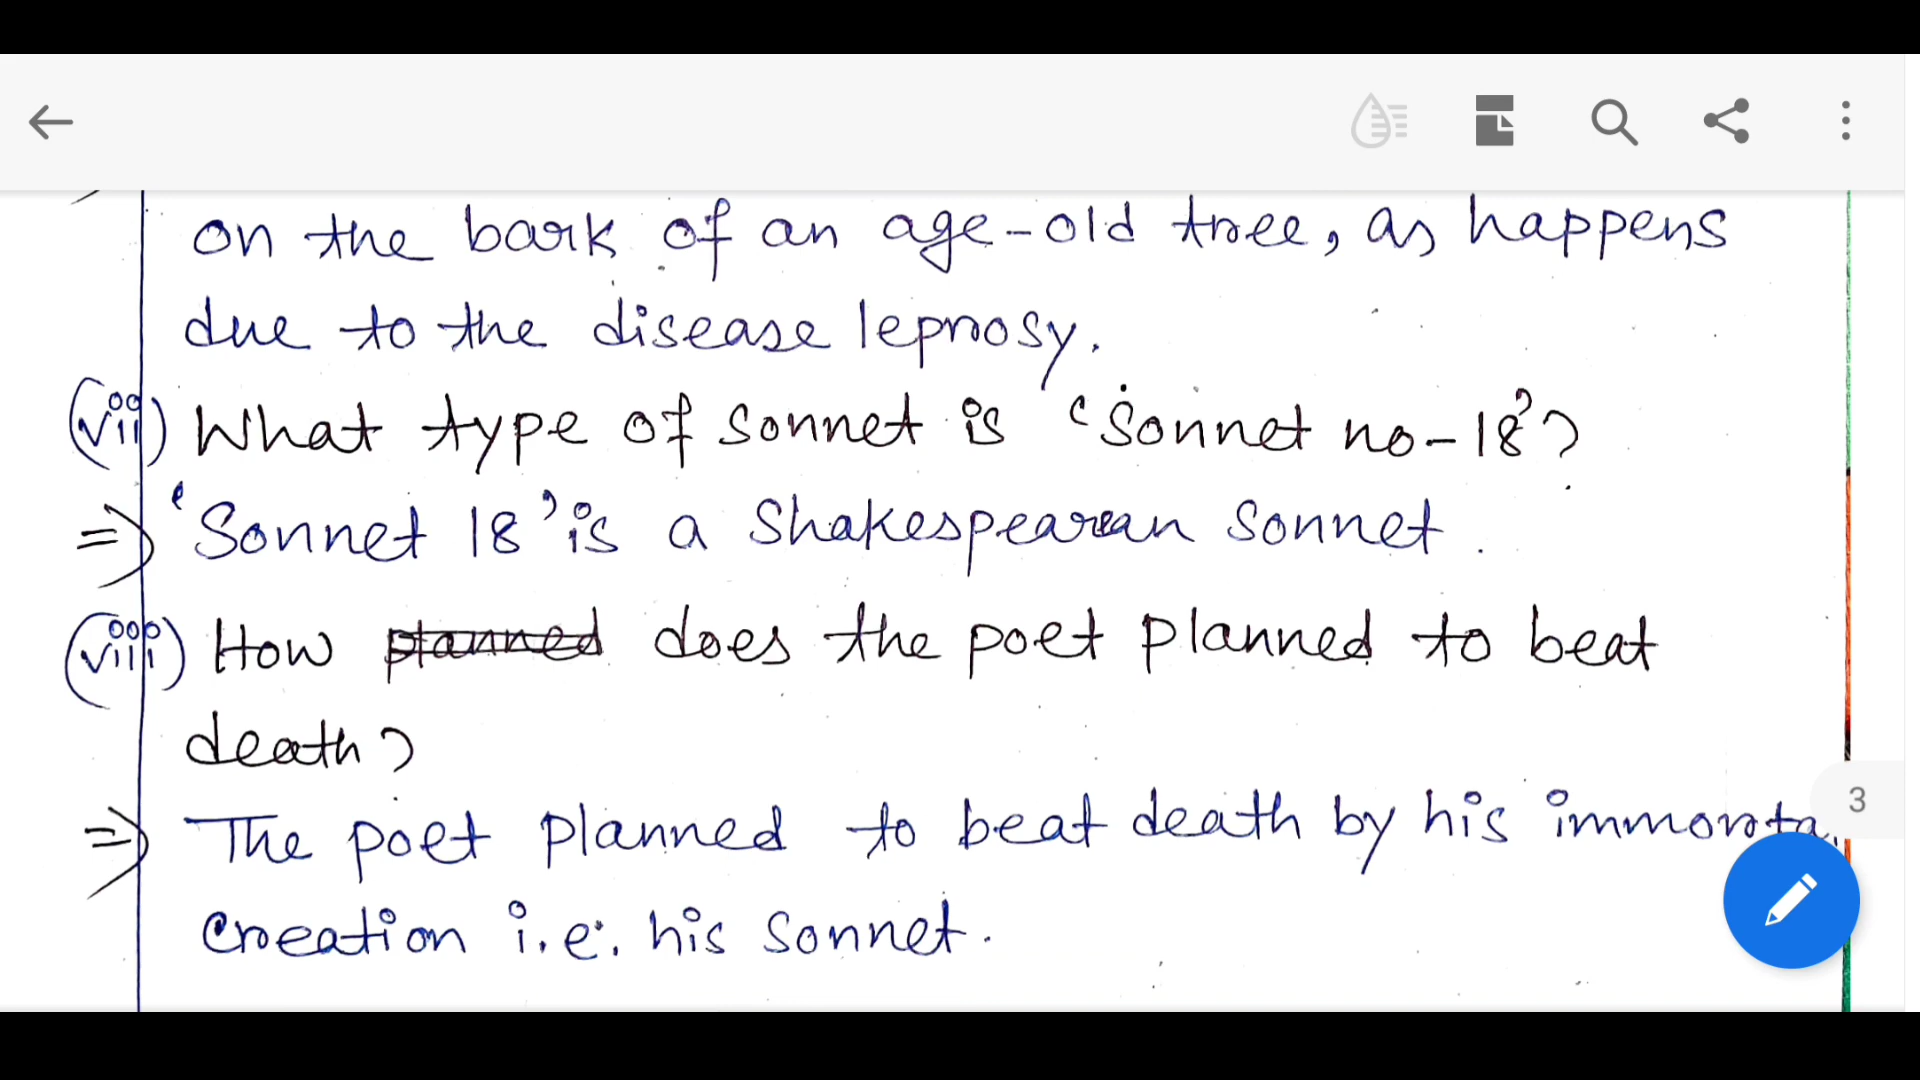 on the bark of an age-old tree, as happens
due to the disease leprosy.
(vii) What type of sonnet is 'Sonnet no-18'?
=> 'Sonnet 18' is a Shakespearean Sonnet.
(viii) How planned does the poet planned to beat
death?
3
=> The poet planned to beat death by his immorta
creation i.e. his sonnet.